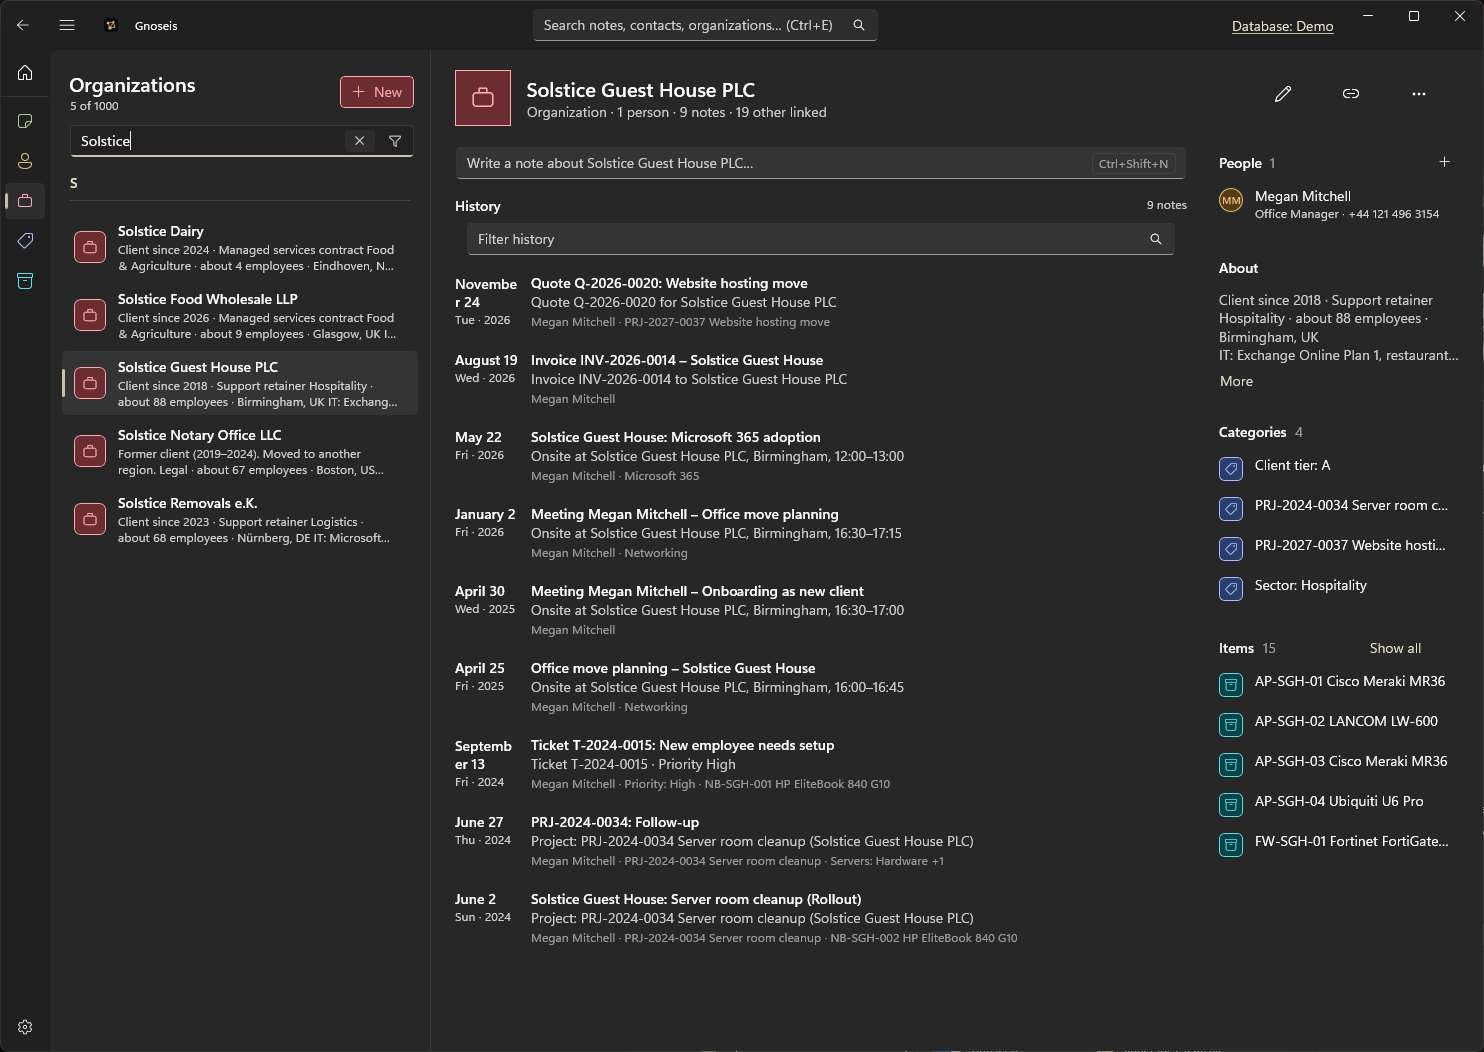 Gnoseis
Search notes, contacts, organizations... (Ctrl+E)
Database: Demo
Organizations
5 of 1000
New
Solstice
S
Solstice Dairy
Client since 2024 · Managed services contract Food
& Agriculture · about 4 employees · Eindhoven, N...
Solstice Food Wholesale LLP
Client since 2026 · Managed services contract Food
& Agriculture · about 9 employees · Glasgow, UK I...
Solstice Guest House PLC
Client since 2018 · Support retainer Hospitality ·
about 88 employees · Birmingham, UK IT: Exchang...
Solstice Notary Office LLC
Former client (2019–2024). Moved to another
region. Legal · about 67 employees · Boston, US...
Solstice Removals e.K.
Client since 2023 · Support retainer Logistics ·
about 68 employees · Nürnberg, DE IT: Microsoft...
Solstice Guest House PLC
Organization · 1 person · 9 notes · 19 other linked
Write a note about Solstice Guest House PLC...
Ctrl+Shift+N
History
9 notes
Filter history
Novembe
r 24
Tue · 2026
Quote Q-2026-0020: Website hosting move
Quote Q-2026-0020 for Solstice Guest House PLC
Megan Mitchell · PRJ-2027-0037 Website hosting move
August 19
Wed · 2026
Invoice INV-2026-0014 – Solstice Guest House
Invoice INV-2026-0014 to Solstice Guest House PLC
Megan Mitchell
May 22
Fri · 2026
Solstice Guest House: Microsoft 365 adoption
Onsite at Solstice Guest House PLC, Birmingham, 12:00–13:00
Megan Mitchell · Microsoft 365
January 2
Fri · 2026
Meeting Megan Mitchell – Office move planning
Onsite at Solstice Guest House PLC, Birmingham, 16:30–17:15
Megan Mitchell · Networking
April 30
Wed · 2025
Meeting Megan Mitchell – Onboarding as new client
Onsite at Solstice Guest House PLC, Birmingham, 16:30–17:00
Megan Mitchell
April 25
Fri · 2025
Office move planning – Solstice Guest House
Onsite at Solstice Guest House PLC, Birmingham, 16:00–16:45
Megan Mitchell · Networking
Septemb
er 13
Fri · 2024
Ticket T-2024-0015: New employee needs setup
Ticket T-2024-0015 · Priority High
Megan Mitchell · Priority: High · NB-SGH-001 HP EliteBook 840 G10
June 27
Thu · 2024
PRJ-2024-0034: Follow-up
Project: PRJ-2024-0034 Server room cleanup (Solstice Guest House PLC)
Megan Mitchell · PRJ-2024-0034 Server room cleanup · Servers: Hardware +1
June 2
Sun · 2024
Solstice Guest House: Server room cleanup (Rollout)
Project: PRJ-2024-0034 Server room cleanup (Solstice Guest House PLC)
Megan Mitchell · PRJ-2024-0034 Server room cleanup · NB-SGH-002 HP EliteBook 840 G10
People 1
MM
Megan Mitchell
Office Manager · +44 121 496 3154
About
Client since 2018 · Support retainer
Hospitality · about 88 employees ·
Birmingham, UK
IT: Exchange Online Plan 1, restaurant...
More
Categories 4
Client tier: A
PRJ-2024-0034 Server room c...
PRJ-2027-0037 Website hosti...
Sector: Hospitality
Items 15
Show all
AP-SGH-01 Cisco Meraki MR36
AP-SGH-02 LANCOM LW-600
AP-SGH-03 Cisco Meraki MR36
AP-SGH-04 Ubiquiti U6 Pro
FW-SGH-01 Fortinet FortiGate...